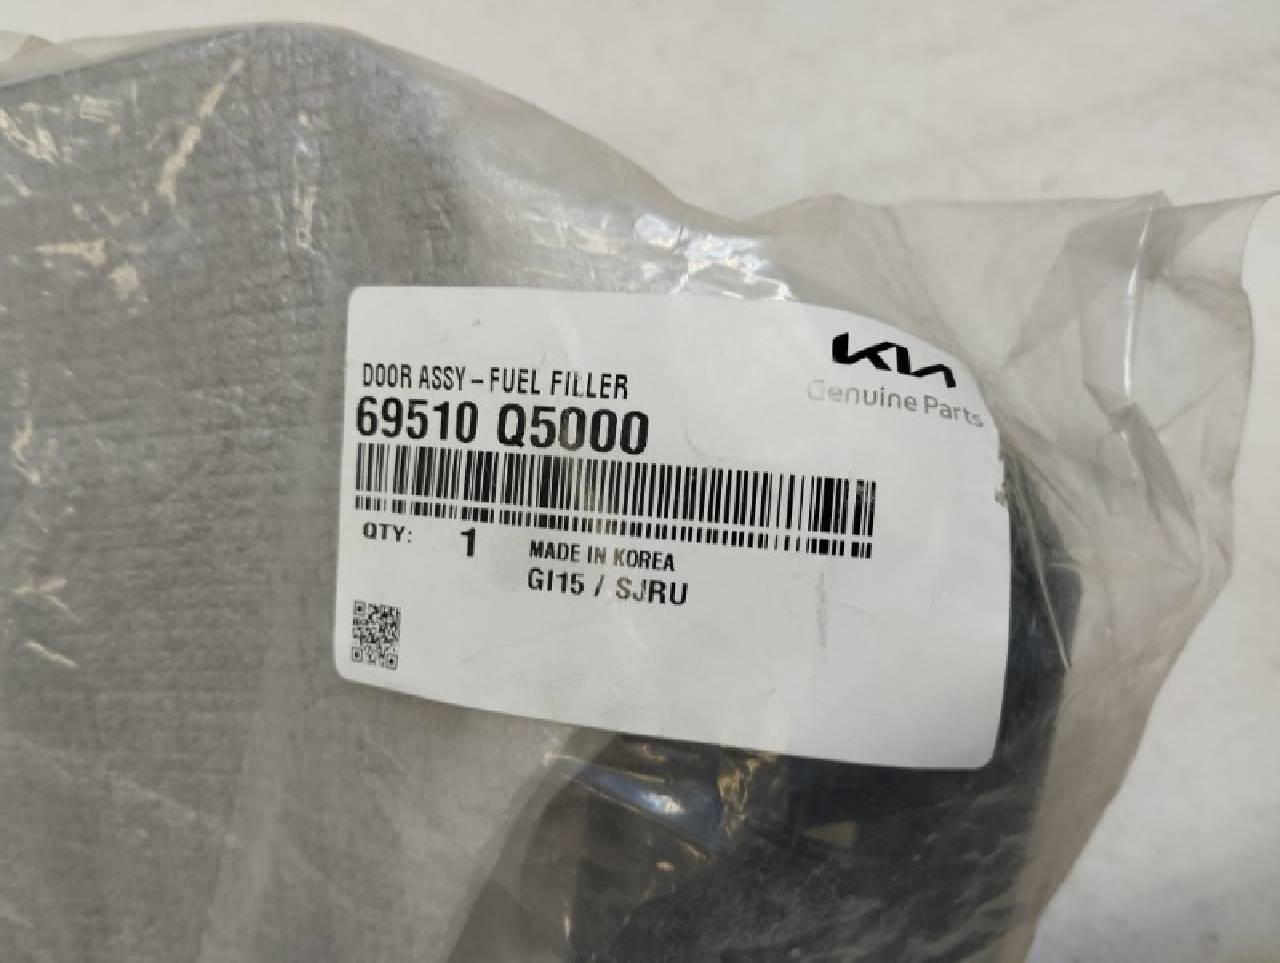 KIA
Genuine Parts
DOOR ASSY – FUEL FILLER
69510 Q5000
QTY: 1 MADE IN KOREA
GI15 / SJRU